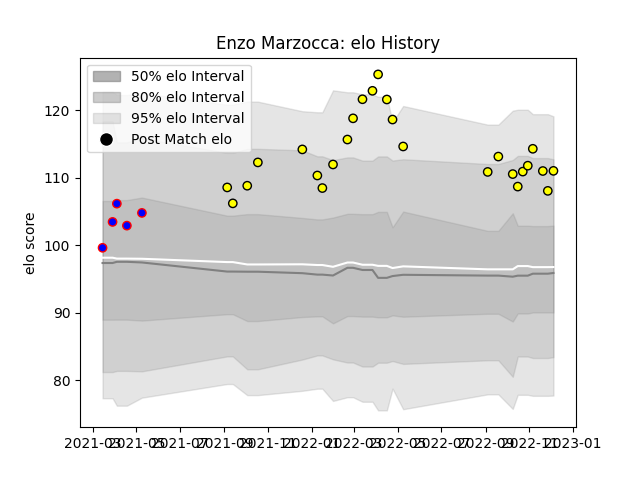 Enzo Marzocca: elo History
50% elo Interval
80% elo Interval
95% elo Interval
Post Match elo
elo score
120
110
100
90
80
2021-03 2021-05 2021-07 2021-09 2021-11 2022-01 2022-03 2022-05 2022-07 2022-09 2022-11 2023-01